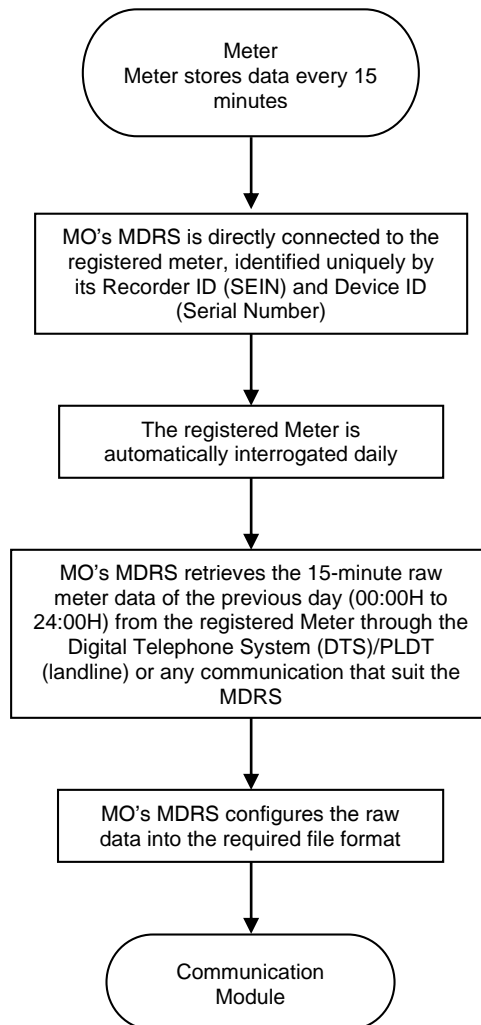 Meter
Meter stores data every 15
minutes
MO's MDRS is directly connected to the
registered meter, identified uniquely by
its Recorder ID (SEIN) and Device ID
(Serial Number)
The registered Meter is
automatically interrogated daily
MO's MDRS retrieves the 15-minute raw
meter data of the previous day (00:00H to
24:00H) from the registered Meter through the
Digital Telephone System (DTS)/PLDT
(landline) or any communication that suit the
MDRS
MO's MDRS configures the raw
data into the required file format
Communication
Module